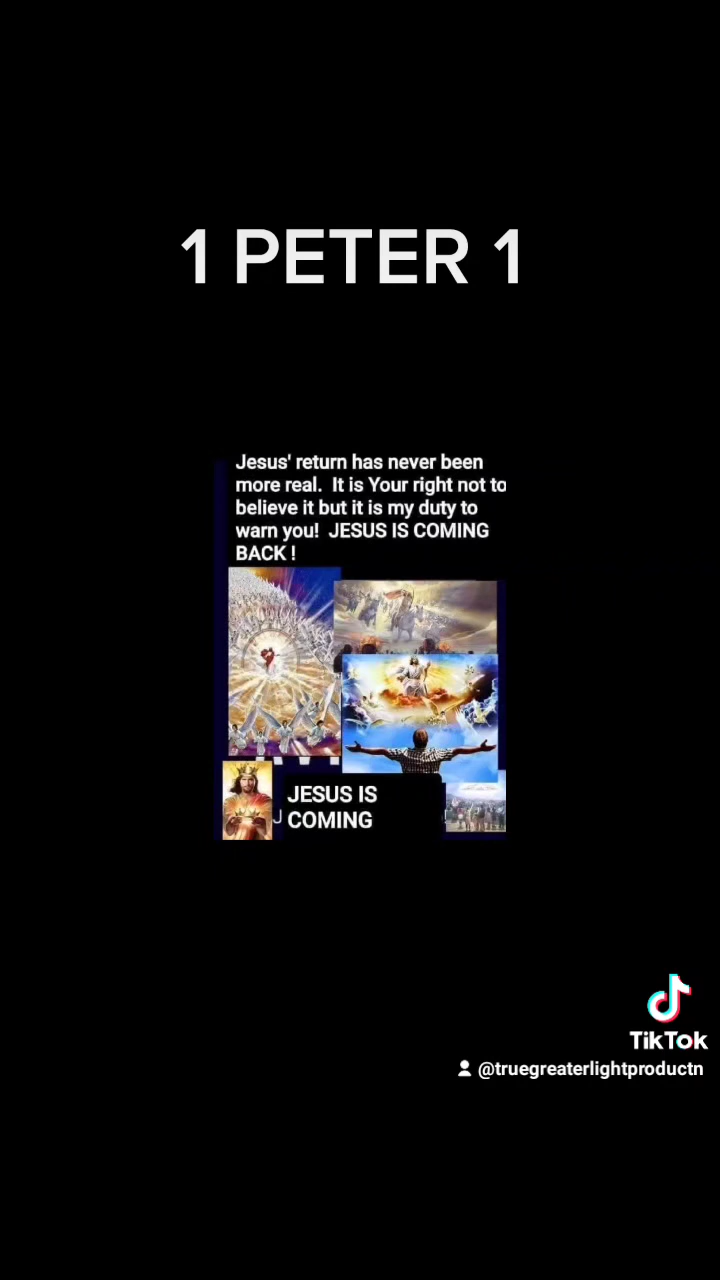 1 PETER 1
Jesus' return has never been
more real.  It is Your right not to
believe it but it is my duty to
warn you!  JESUS IS COMING
BACK !
JESUS IS
J COMING
TikTok
@truegreaterlightproductn